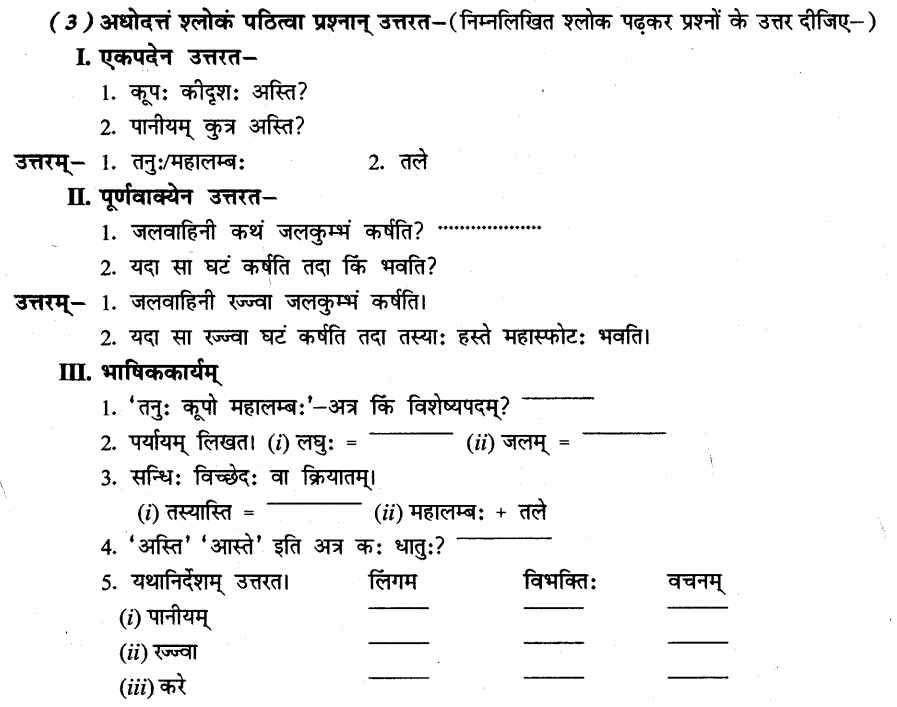 ( 3 ) अधोदत्तं श्लोकं पठित्वा प्रश्नान् उत्तरत–(निम्नलिखित श्लोक पढ़कर प्रश्नों के उत्तर दीजिए–)
I. एकपदेन उत्तरत–
1. कूपः कीदृशः अस्ति?
2. पानीयम् कुत्र अस्ति?
उत्तरम्– 1. तनुः/महालम्बः 2. तले
II. पूर्णवाक्येन उत्तरत–
1. जलवाहिनी कथं जलकुम्भं कर्षति? ...................
2. यदा सा घटं कर्षति तदा किं भवति?
उत्तरम्– 1. जलवाहिनी रज्ज्वा जलकुम्भं कर्षति।
2. यदा सा रज्ज्वा घटं कर्षति तदा तस्याः हस्ते महास्फोटः भवति।
III. भाषिककार्यम्
1. ‘तनुः कूपो महालम्बः’–अत्र किं विशेष्यपदम्? ________
2. पर्यायम् लिखत। (i) लघुः = ________ (ii) जलम् = ________
3. सन्धिः विच्छेदः वा क्रियातम्।
(i) तस्यास्ति = ________ (ii) महालम्बः + तले
4. ‘अस्ति’ ‘आस्ते’ इति अत्र कः धातुः? ________
5. यथानिर्देशम् उत्तरत। लिंगम विभक्तिः वचनम्
(i) पानीयम् ______ ______ ______
(ii) रज्ज्वा ______ ______ ______
(iii) करे ______ ______ ______